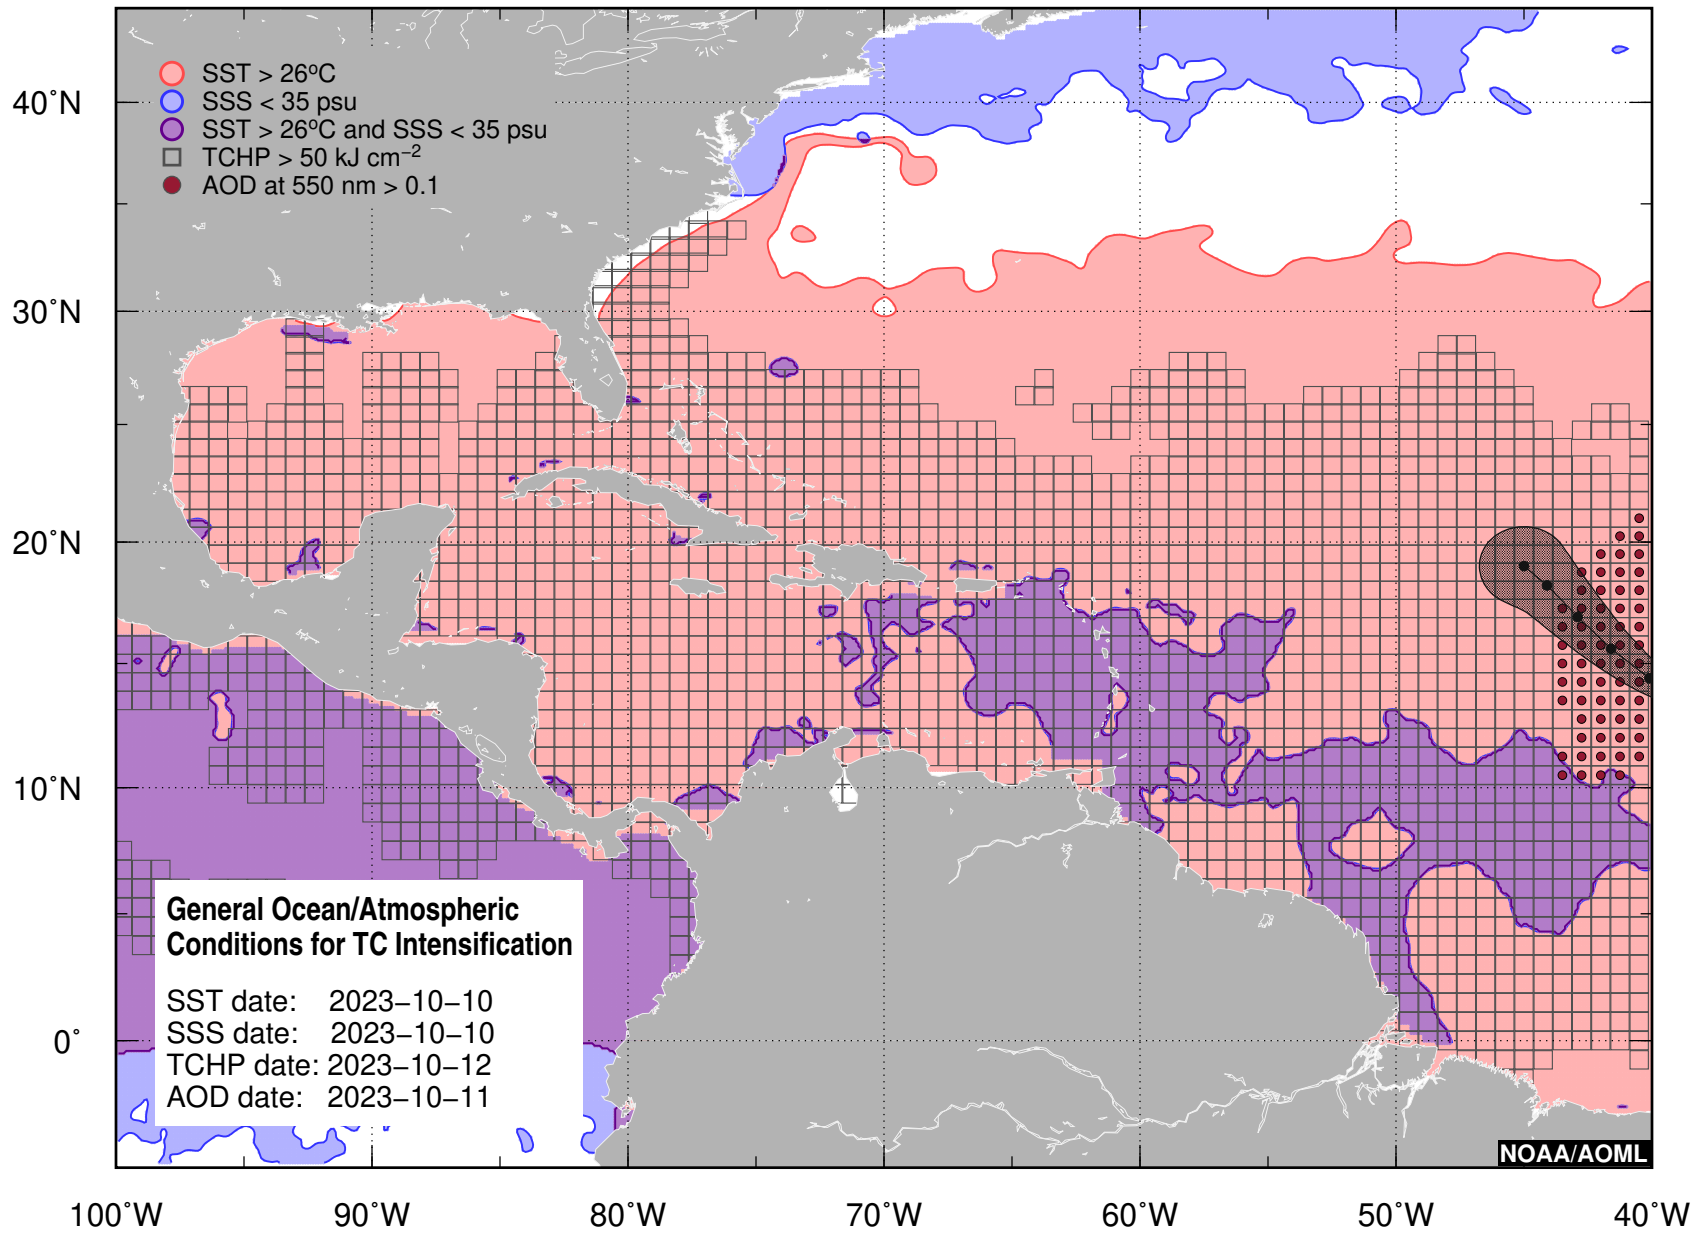 SST > 26°C
SSS < 35 psu
SST > 26°C and SSS < 35 psu
TCHP > 50 kJ cm⁻²
AOD at 550 nm > 0.1
40°N
30°N
20°N
10°N
0°
General Ocean/Atmospheric
Conditions for TC Intensification
SST date: 2023-10-10
SSS date: 2023-10-10
TCHP date: 2023-10-12
AOD date: 2023-10-11
NOAA/AOML
100°W 90°W 80°W 70°W 60°W 50°W 40°W